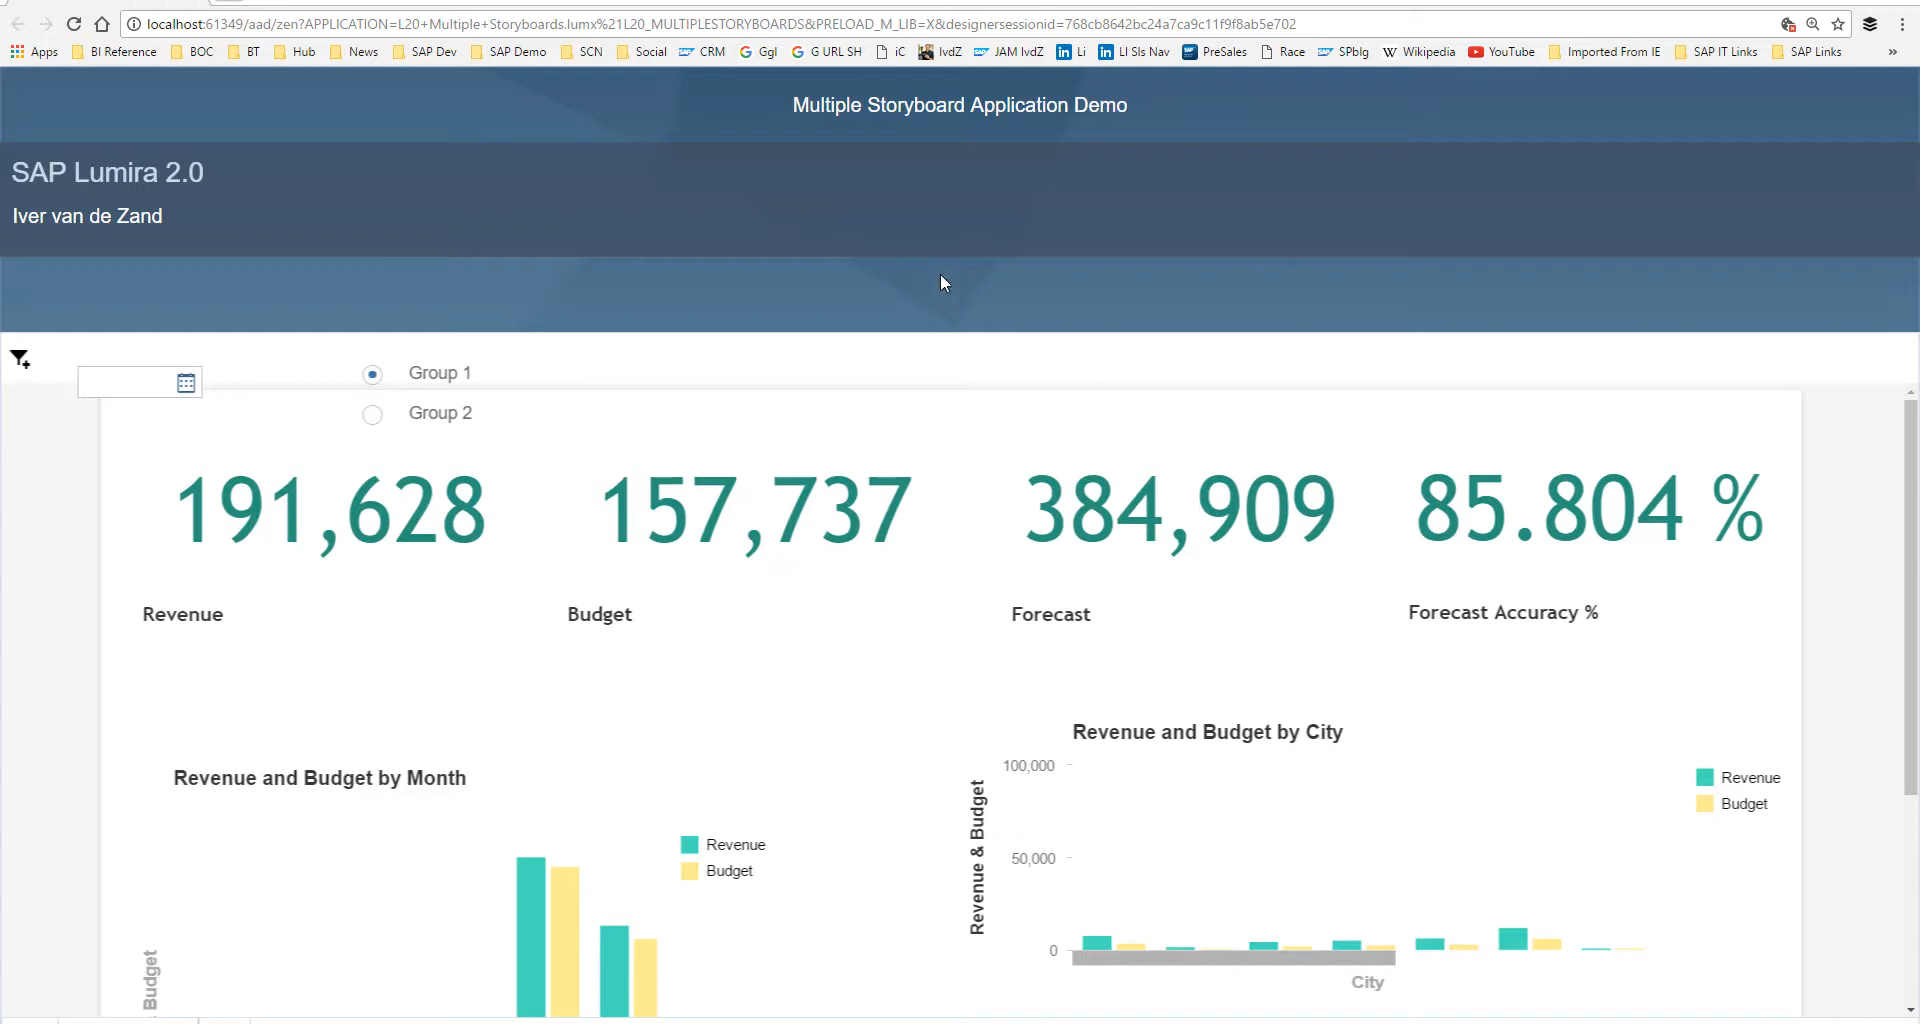 localhost:61349/aad/zen?APPLICATION=L20+Multiple+Storyboards.lumx%21L20_MULTIPLESTORYBOARDS&PRELOAD_M_LIB=X&designersessionid=768cb8642bc24a7ca9c11f9f8ab5e702
Apps BI Reference BOC BT Hub News SAP Dev SAP Demo SCN Social CRM Ggl G URL SH iC IvdZ JAM IvdZ Li LI Sls Nav PreSales Race SPblg Wikipedia YouTube Imported From IE SAP IT Links SAP Links »
Multiple Storyboard Application Demo
SAP Lumira 2.0
Iver van de Zand
Group 1
Group 2
191,628 157,737 384,909 85.804 %
Revenue Budget Forecast Forecast Accuracy %
Revenue and Budget by Month
Revenue
Budget
Budget
Revenue and Budget by City
Revenue & Budget
100,000
50,000
0
Revenue
Budget
City